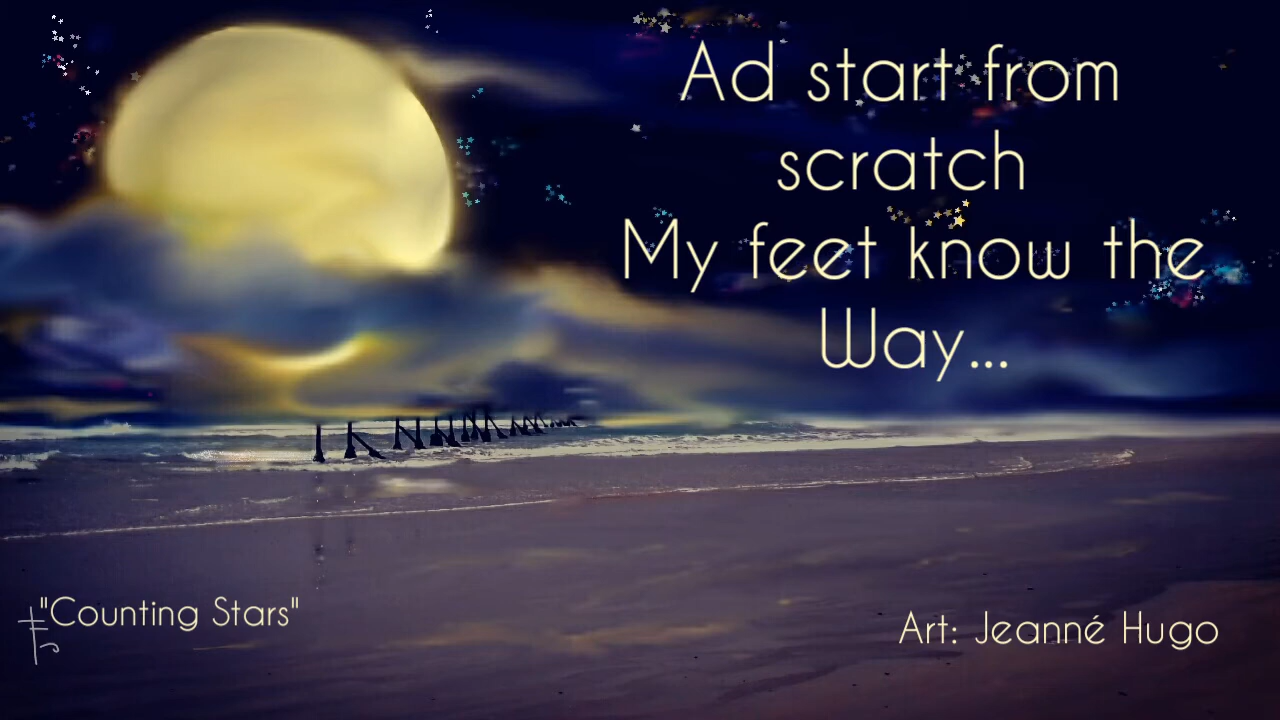 Ad start from
scratch
My feet know the
Way...
"Counting Stars"
Art: Jeanné Hugo